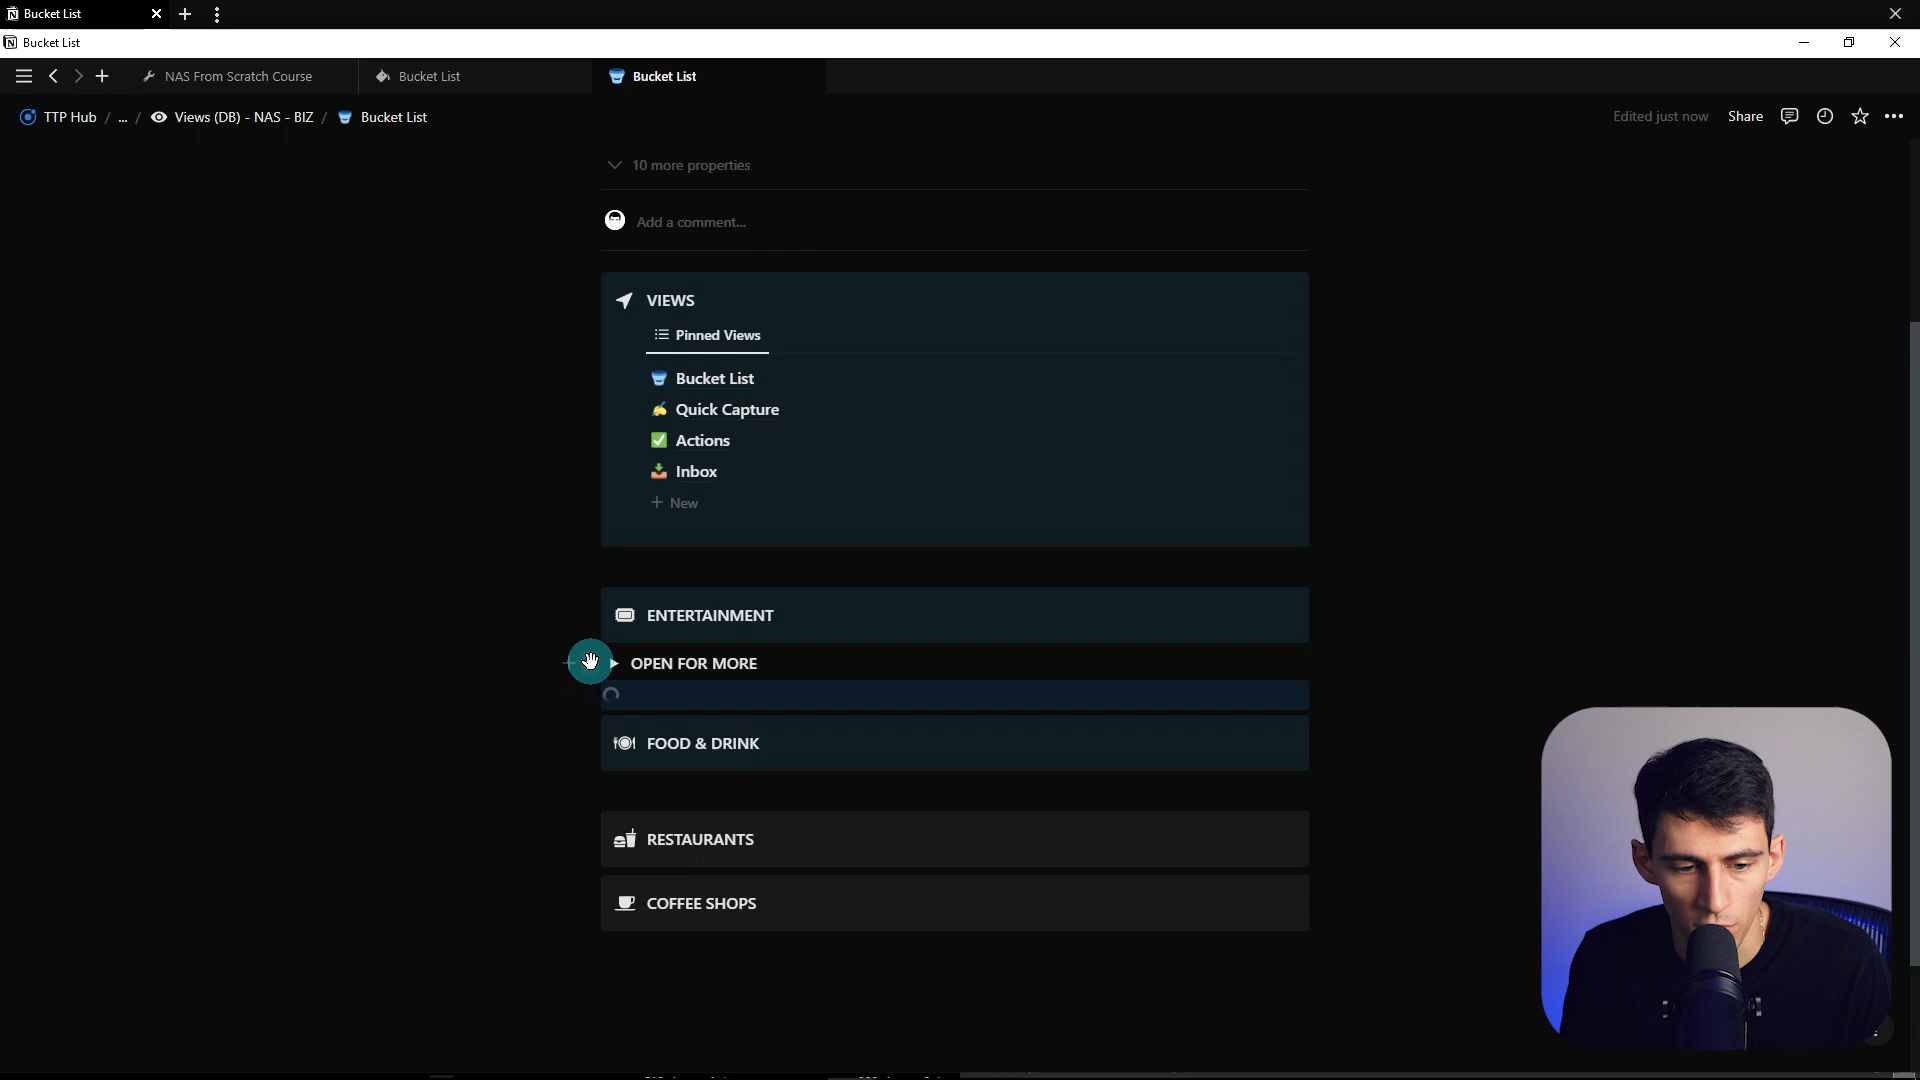 Bucket List
Bucket List
NAS From Scratch Course
Bucket List
Bucket List
TTP Hub / ... / Views (DB) - NAS - BIZ / Bucket List
Edited just now
Share
10 more properties
Add a comment...
VIEWS
Pinned Views
Bucket List
Quick Capture
Actions
Inbox
New
ENTERTAINMENT
OPEN FOR MORE
FOOD & DRINK
RESTAURANTS
COFFEE SHOPS